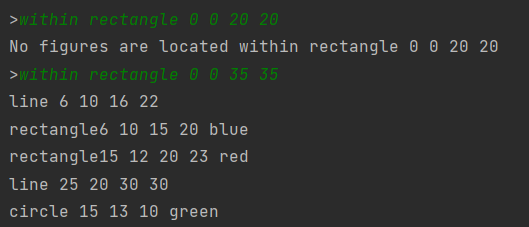 >within rectangle 0 0 20 20
No figures are located within rectangle 0 0 20 20
>within rectangle 0 0 35 35
line 6 10 16 22
rectangle6 10 15 20 blue
rectangle15 12 20 23 red
line 25 20 30 30
circle 15 13 10 green